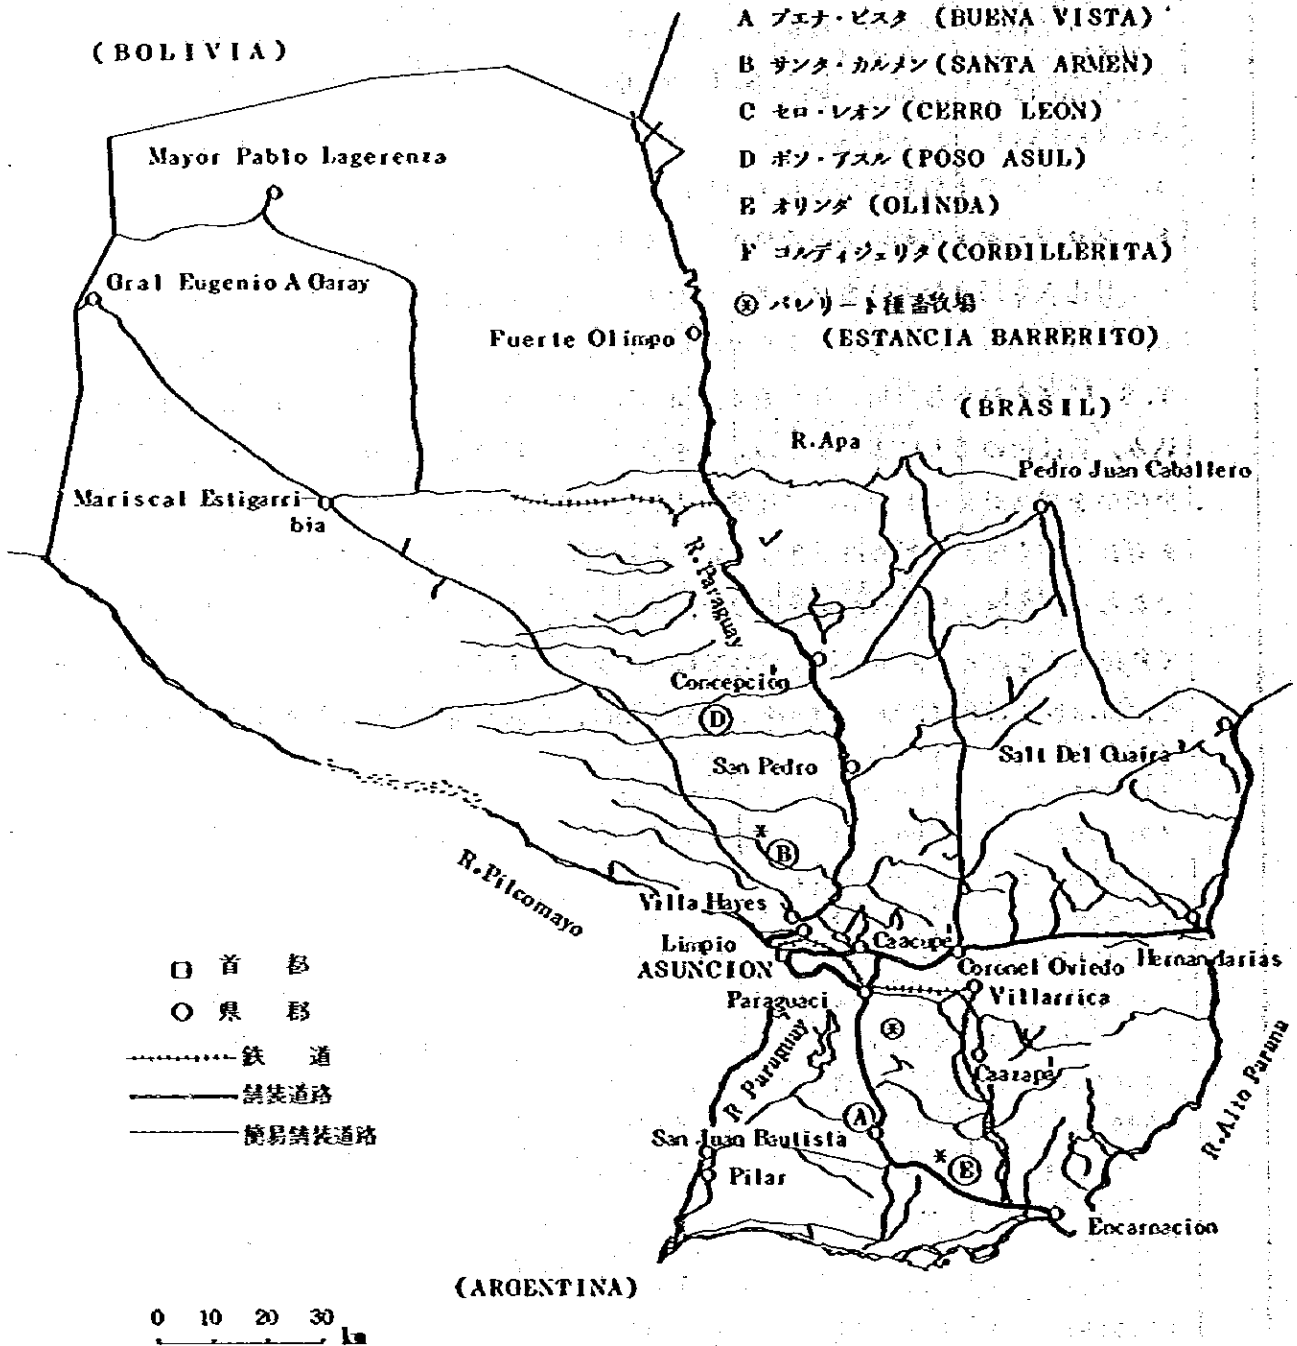 (BOLIVIA)
A ブエナ・ビスタ (BUENA VISTA)
B サンタ・カルメン (SANTA ARMEN)
C セロ・レオン (CERRO LEON)
D ポソ・アスル (POSO ASUL)
E オリンダ (OLINDA)
F コルディジェリタ (CORDILLERITA)
⊛ バレリート種畜牧場
(ESTANCIA BARRERITO)
Mayor Pablo Lagerenza
Gral Eugenio A Garay
Fuerte Olimpo
(BRASIL)
R.Apa
Pedro Juan Caballero
Mariscal Estigarri
bia
R.Paraguay
Concepción
D
San Pedro
Salt Del Guaira
* B
R.Pilcomayo
Villa Hayes
Limpio
ASUNCION
Caacupé
Coronel Oviedo
Hernandarias
Paraguaci
Villarrica
⊛
R Paraguay
Caazapá
R.Alto Parana
A
San Juan Bautista
* E
Pilar
Encarnación
(ARGENTINA)
□ 首都
○ 県都
鉄道
舗装道路
簡易舗装道路
0 10 20 30 km